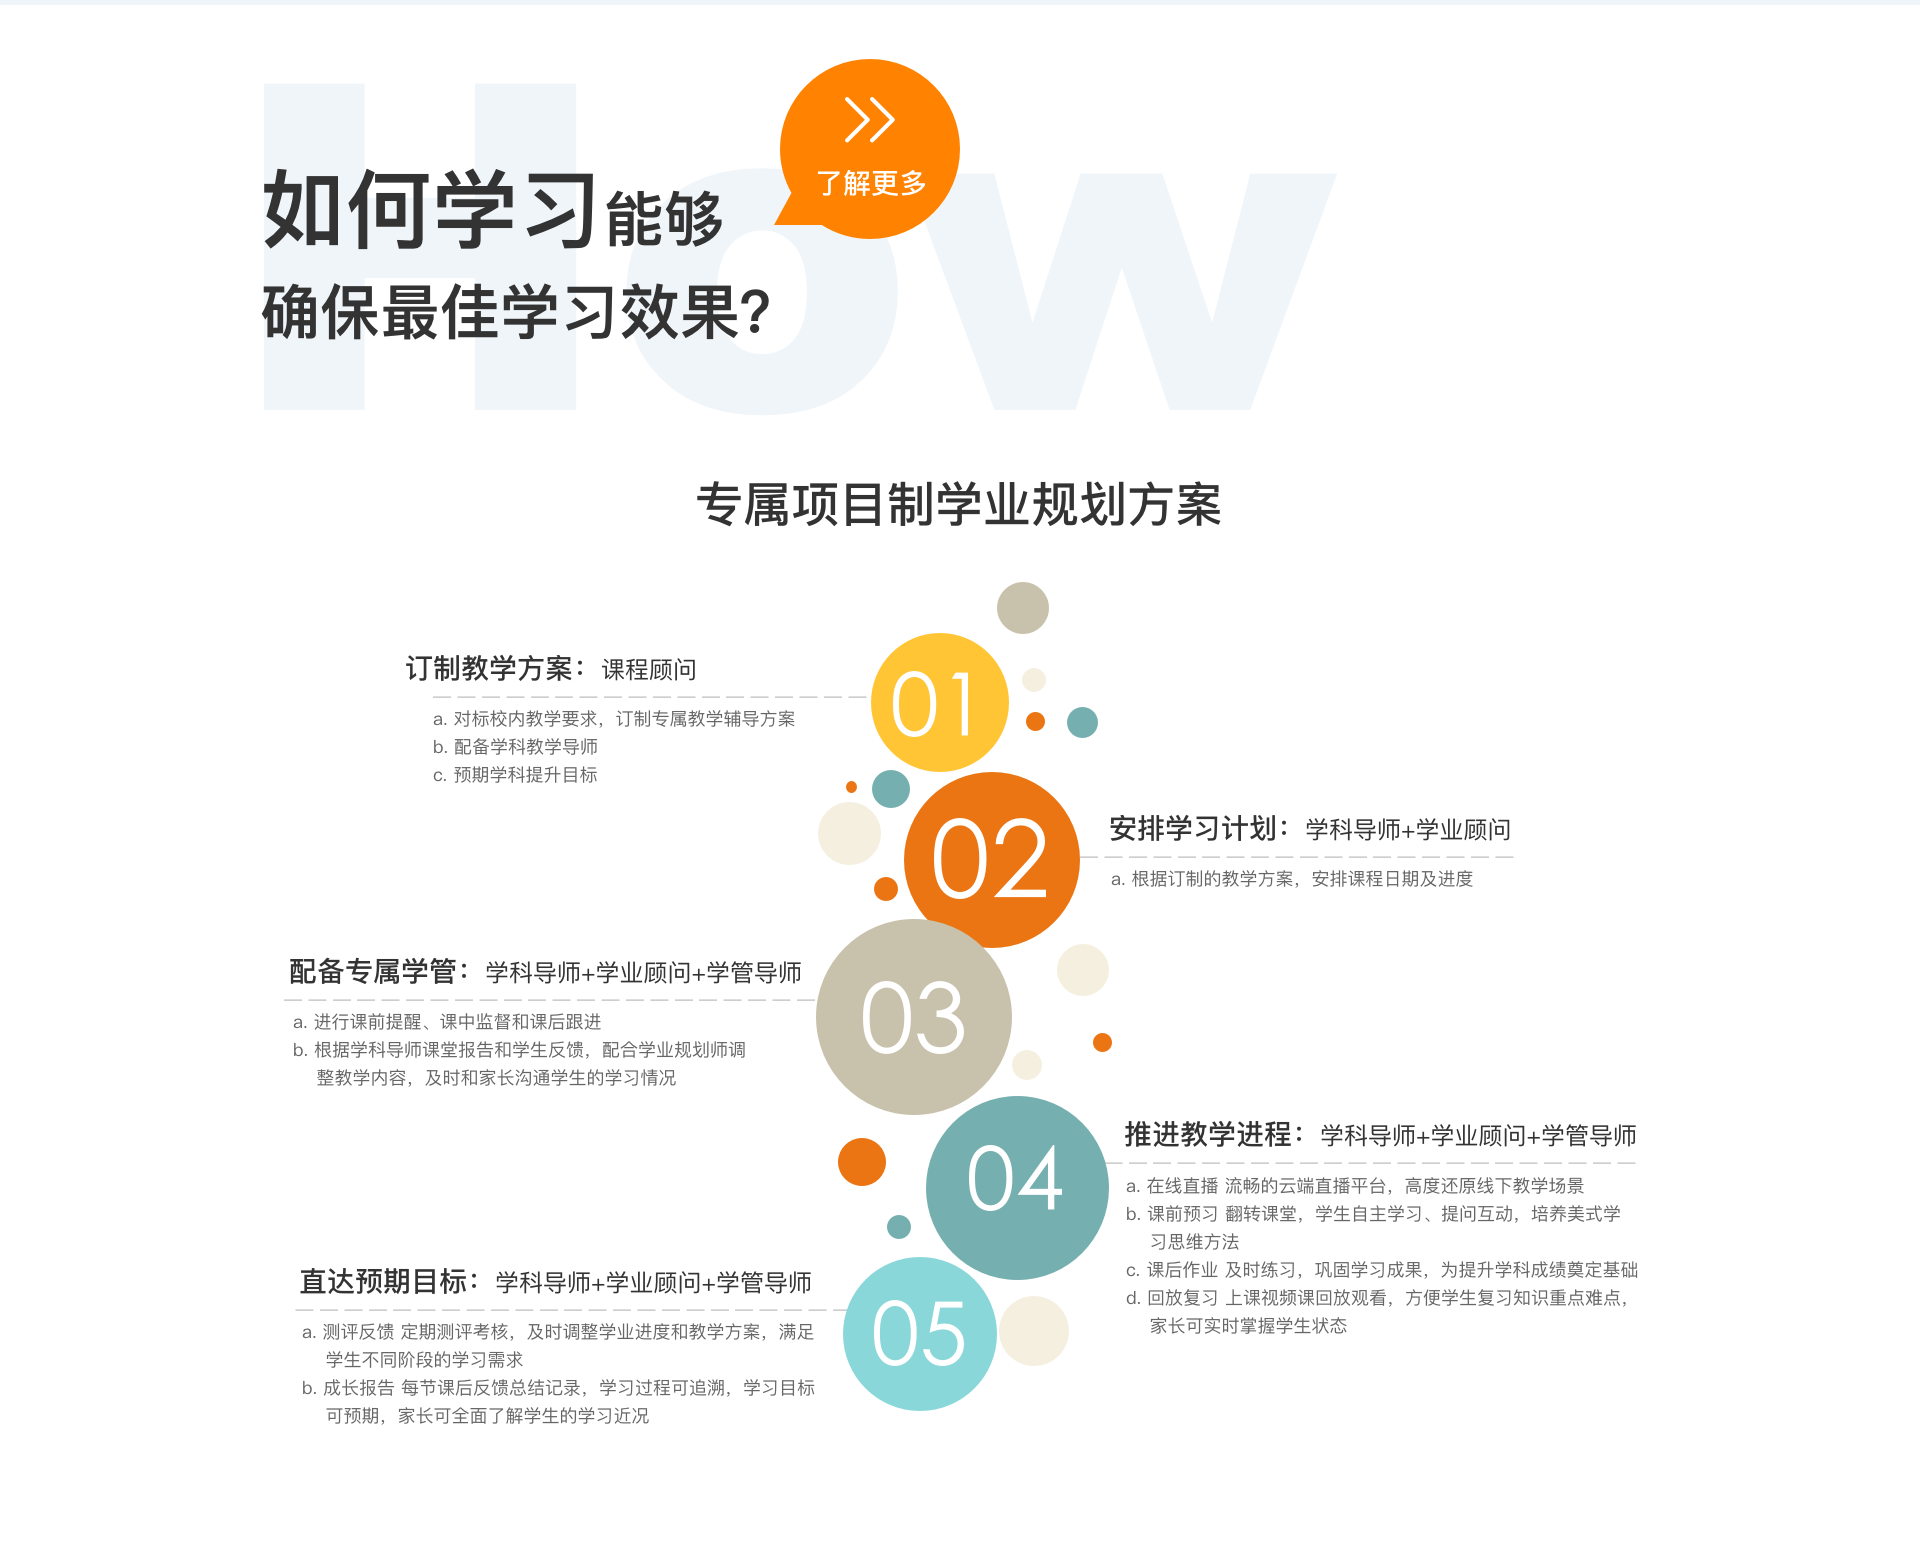 How
了解更多
如何学习能够
确保最佳学习效果?
专属项目制学业规划方案
01
订制教学方案：课程顾问
a. 对标校内教学要求，订制专属教学辅导方案
b. 配备学科教学导师
c. 预期学科提升目标
02
安排学习计划：学科导师+学业顾问
a. 根据订制的教学方案，安排课程日期及进度
03
配备专属学管：学科导师+学业顾问+学管导师
a. 进行课前提醒、课中监督和课后跟进
b. 根据学科导师课堂报告和学生反馈，配合学业规划师调
整教学内容，及时和家长沟通学生的学习情况
04
推进教学进程：学科导师+学业顾问+学管导师
a. 在线直播 流畅的云端直播平台，高度还原线下教学场景
b. 课前预习 翻转课堂，学生自主学习、提问互动，培养美式学
习思维方法
c. 课后作业 及时练习，巩固学习成果，为提升学科成绩奠定基础
d. 回放复习 上课视频课回放观看，方便学生复习知识重点难点，
家长可实时掌握学生状态
05
直达预期目标：学科导师+学业顾问+学管导师
a. 测评反馈 定期测评考核，及时调整学业进度和教学方案，满足
学生不同阶段的学习需求
b. 成长报告 每节课后反馈总结记录，学习过程可追溯，学习目标
可预期，家长可全面了解学生的学习近况